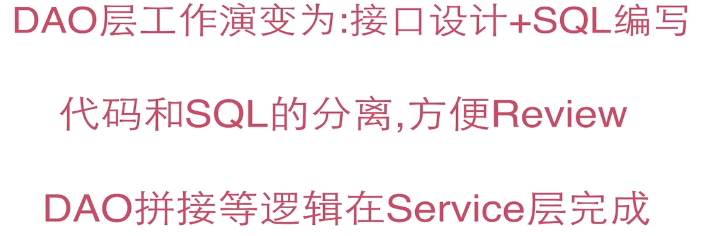 DAO层工作演变为:接口设计+SQL编写
代码和SQL的分离,方便Review
DAO拼接等逻辑在Service层完成